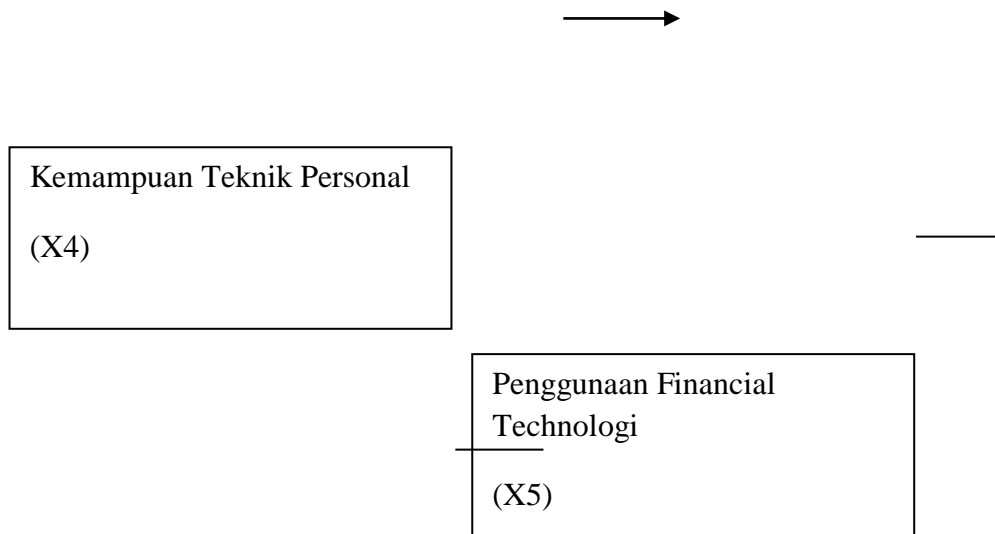 Kemampuan Teknik Personal
(X4)
Penggunaan Financial
Technologi
(X5)